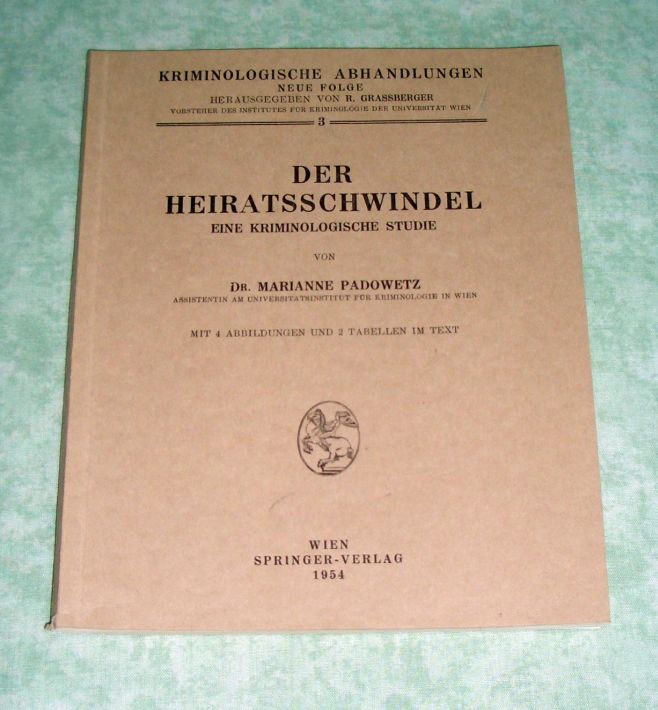 KRIMINOLOGISCHE ABHANDLUNGEN
NEUE FOLGE
HERAUSGEGEBEN VON R. GRASSBERGER
VORSTEHER DES INSTITUTES FÜR KRIMINOLOGIE DER UNIVERSITÄT WIEN
3
DER
HEIRATSSCHWINDEL
EINE KRIMINOLOGISCHE STUDIE
VON
DR. MARIANNE PADOWETZ
ASSISTENTIN AM UNIVERSITÄTSINSTITUT FÜR KRIMINOLOGIE IN WIEN
MIT 4 ABBILDUNGEN UND 2 TABELLEN IM TEXT
WIEN
SPRINGER-VERLAG
1954